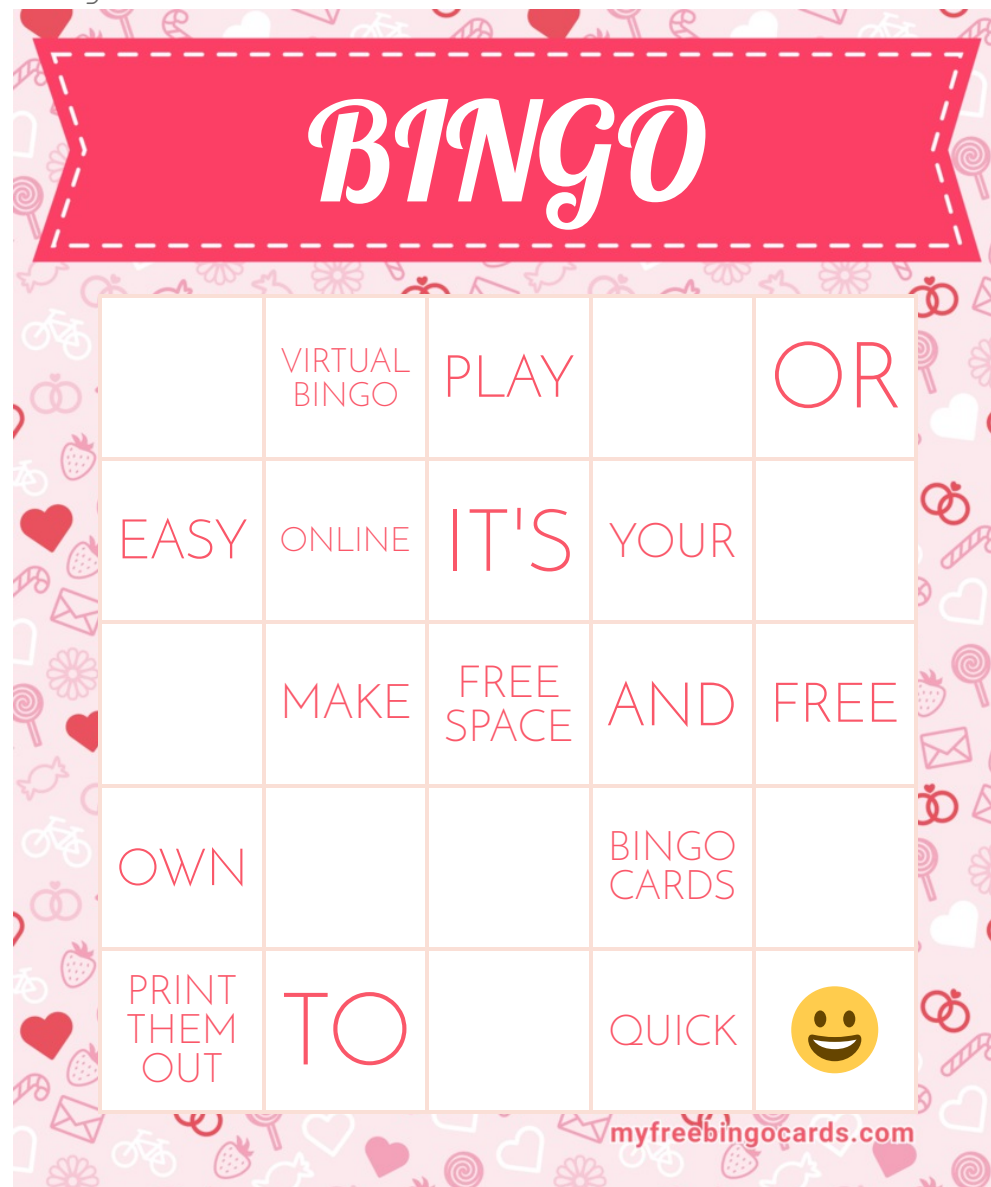 BINGO
VIRTUAL
BINGO
PLAY
OR
EASY
ONLINE
IT'S
YOUR
MAKE
FREE
SPACE
AND
FREE
OWN
BINGO
CARDS
PRINT
THEM
OUT
TO
QUICK
myfreebingocards.com